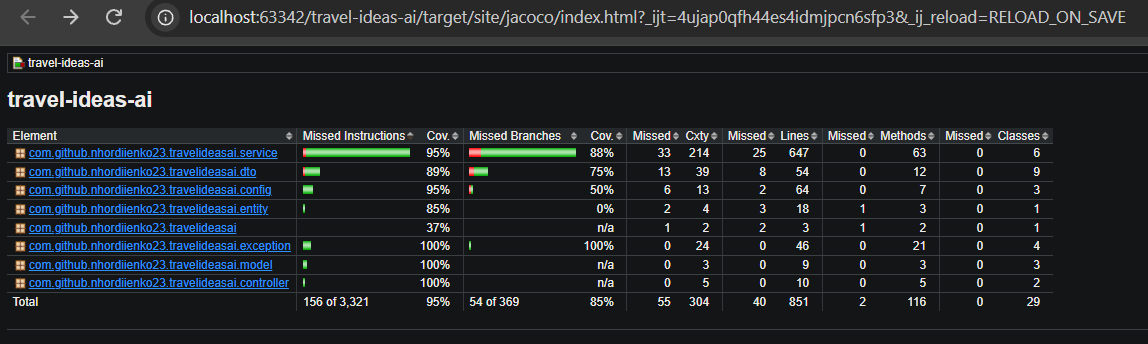 localhost:63342/travel-ideas-ai/target/site/jacoco/index.html?_ijt=4ujap0qfh44es4idmjpcn6sfp3&_ij_reload=RELOAD_ON_SAVE
travel-ideas-ai
travel-ideas-ai
Element Missed Instructions Cov. Missed Branches Cov. Missed Cxty Missed Lines Missed Methods Missed Classes
com.github.nhordiienko23.travelideasai.service 95% 88% 33 214 25 647 0 63 0 6
com.github.nhordiienko23.travelideasai.dto 89% 75% 13 39 8 54 0 12 0 9
com.github.nhordiienko23.travelideasai.config 95% 50% 6 13 2 64 0 7 0 3
com.github.nhordiienko23.travelideasai.entity 85% 0% 2 4 3 18 1 3 0 1
com.github.nhordiienko23.travelideasai 37% n/a 1 2 2 3 1 2 0 1
com.github.nhordiienko23.travelideasai.exception 100% 100% 0 24 0 46 0 21 0 4
com.github.nhordiienko23.travelideasai.model 100% n/a 0 3 0 9 0 3 0 3
com.github.nhordiienko23.travelideasai.controller 100% n/a 0 5 0 10 0 5 0 2
Total 156 of 3,321 95% 54 of 369 85% 55 304 40 851 2 116 0 29